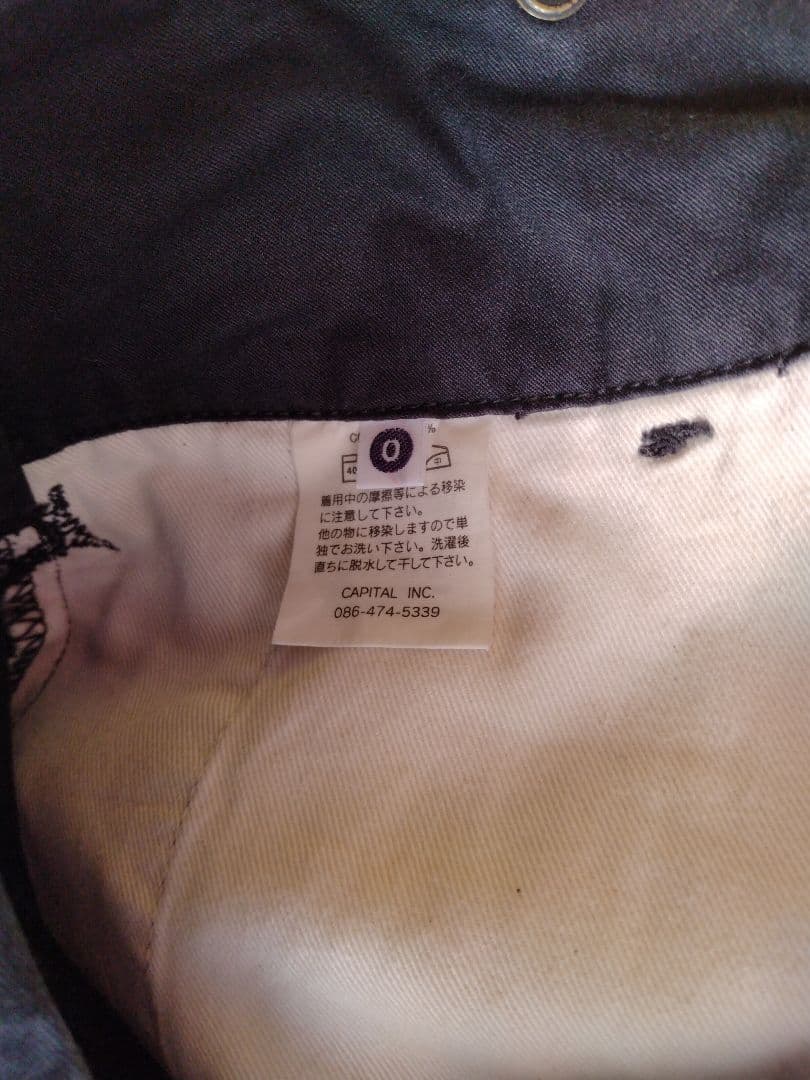 0
40
着用中の摩擦等による移染
に注意して下さい。
他の物に移染しますので単
独でお洗い下さい。洗濯後
直ちに脱水して干して下さい。
CAPITAL INC.
086-474-5339